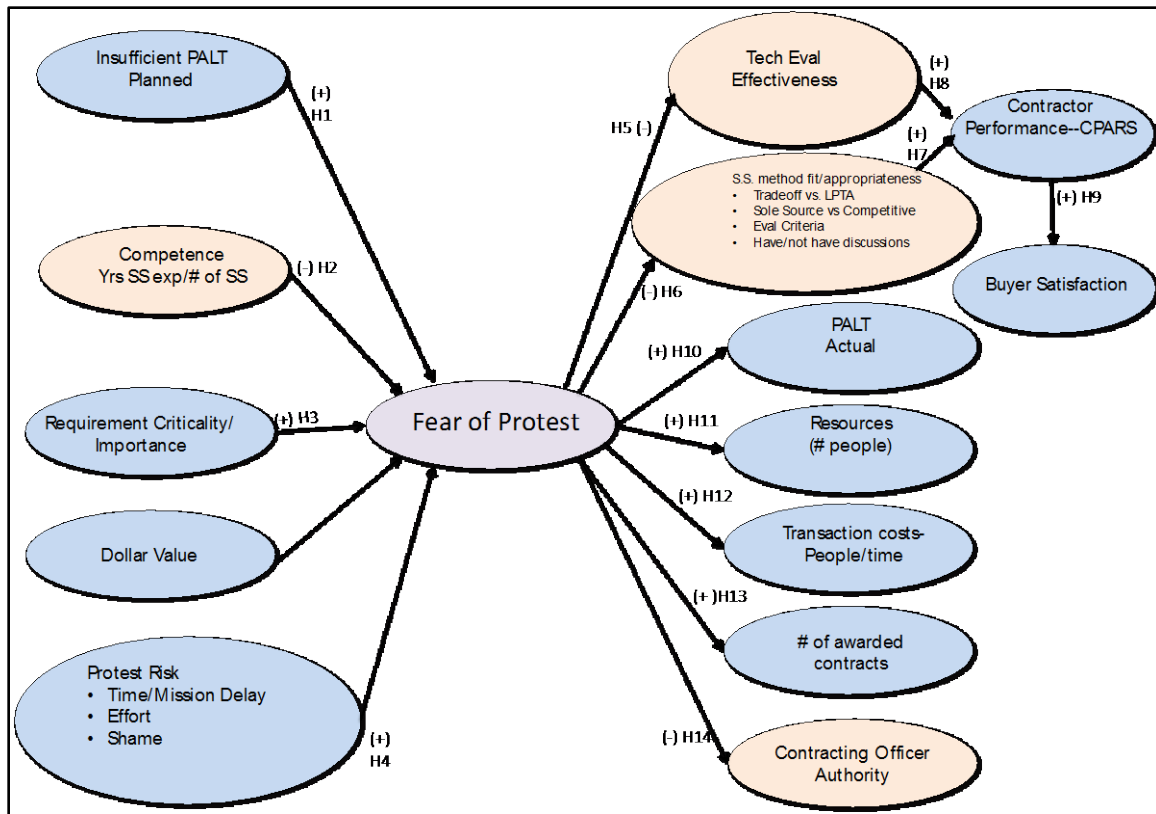 Insufficient PALT
Planned
(+)
H1
Competence
Yrs SS exp/# of SS
(-) H2
Requirement Criticality/
Importance
(+) H3
Dollar Value
Protest Risk
• Time/Mission Delay
• Effort
• Shame
(+)
H4
Fear of Protest
Tech Eval
Effectiveness
H5 (-)
(+)
H8
Contractor
Performance--CPARS
(+)
H7
S.S. method fit/appropriateness
• Tradeoff vs. LPTA
• Sole Source vs Competitive
• Eval Criteria
• Have/not have discussions
(-) H6
(+) H9
Buyer Satisfaction
PALT
Actual
(+) H10
Resources
(# people)
(+) H11
Transaction costs-
People/time
(+) H12
# of awarded
contracts
(+ )H13
Contracting Officer
Authority
(-) H14